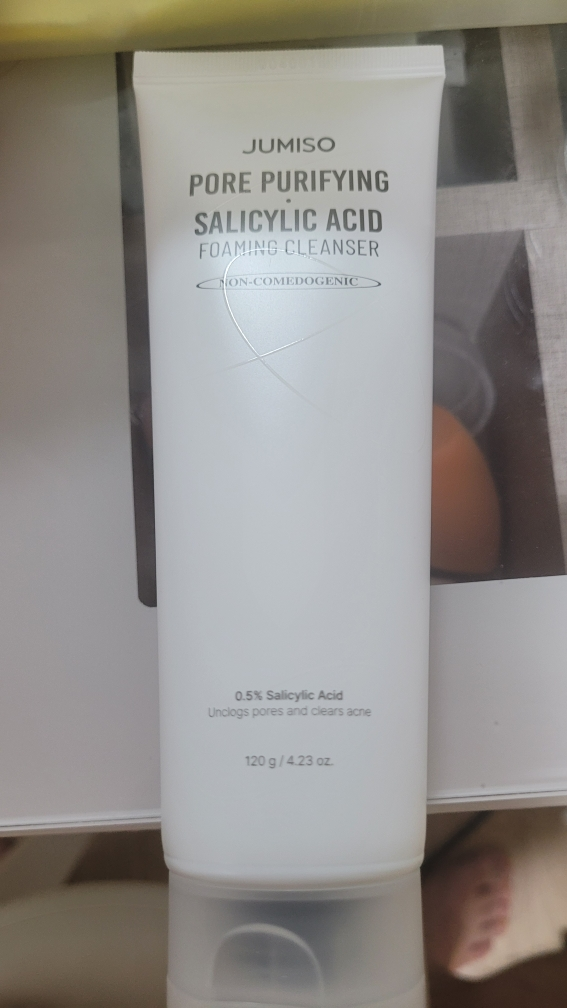 JUMISO
PORE PURIFYING
SALICYLIC ACID
FOAMING CLEANSER
NON-COMEDOGENIC
0.5% Salicylic Acid
Unclogs pores and clears acne
120 g / 4.23 oz.